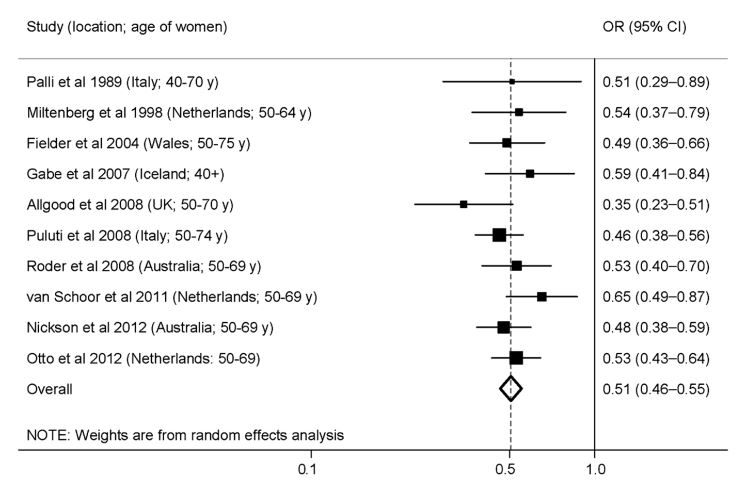 Study (location; age of women) OR (95% CI)
Palli et al 1989 (Italy; 40-70 y) 0.51 (0.29–0.89)
Miltenberg et al 1998 (Netherlands; 50-64 y) 0.54 (0.37–0.79)
Fielder et al 2004 (Wales; 50-75 y) 0.49 (0.36–0.66)
Gabe et al 2007 (Iceland; 40+) 0.59 (0.41–0.84)
Allgood et al 2008 (UK; 50-70 y) 0.35 (0.23–0.51)
Puluti et al 2008 (Italy; 50-74 y) 0.46 (0.38–0.56)
Roder et al 2008 (Australia; 50-69 y) 0.53 (0.40–0.70)
van Schoor et al 2011 (Netherlands; 50-69 y) 0.65 (0.49–0.87)
Nickson et al 2012 (Australia; 50-69 y) 0.48 (0.38–0.59)
Otto et al 2012 (Netherlands: 50-69) 0.53 (0.43–0.64)
Overall 0.51 (0.46–0.55)
NOTE: Weights are from random effects analysis
0.1 0.5 1.0